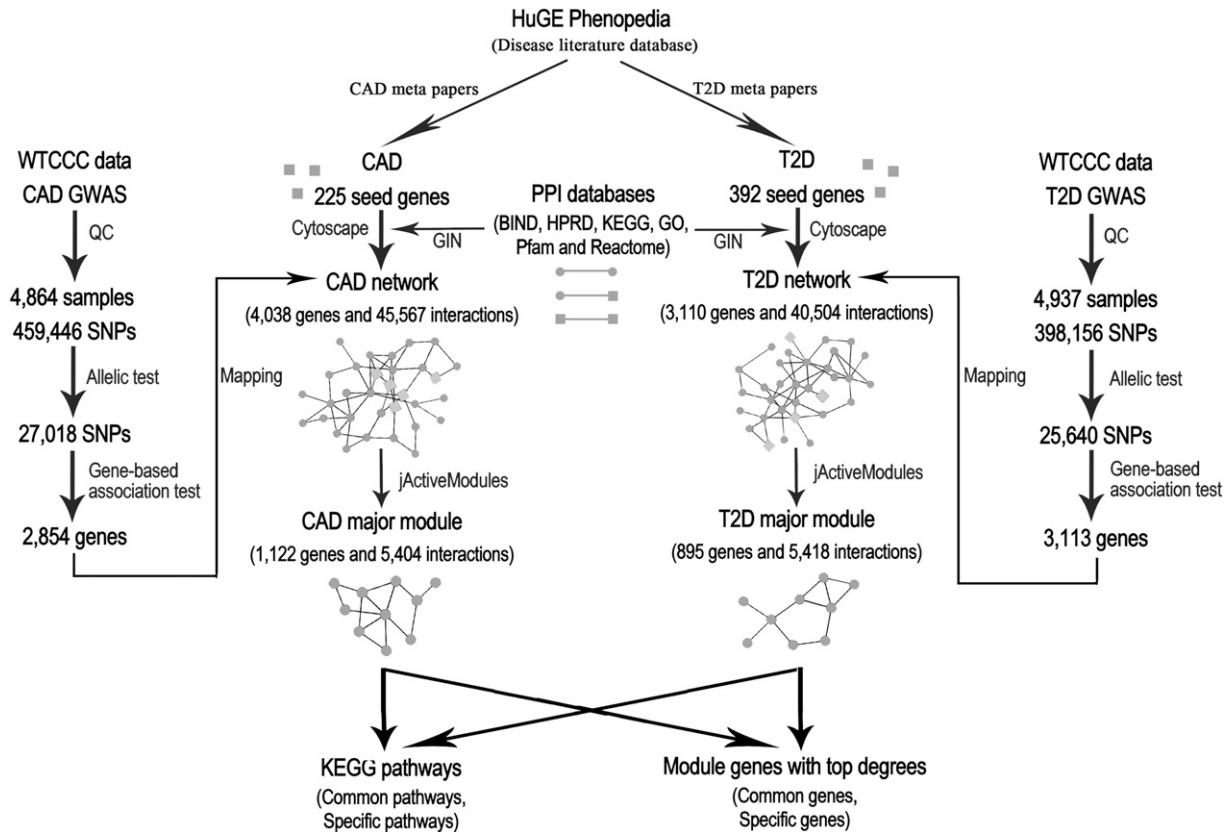 HuGE Phenopedia
(Disease literature database)
CAD meta papers
T2D meta papers
WTCCC data
CAD GWAS
QC
4,864 samples
459,446 SNPs
Allelic test
27,018 SNPs
Gene-based
association test
2,854 genes
Mapping
CAD
225 seed genes
Cytoscape
GIN
CAD network
(4,038 genes and 45,567 interactions)
jActiveModules
CAD major module
(1,122 genes and 5,404 interactions)
PPI databases
(BIND, HPRD, KEGG, GO,
Pfam and Reactome)
T2D
392 seed genes
GIN
Cytoscape
T2D network
(3,110 genes and 40,504 interactions)
jActiveModules
T2D major module
(895 genes and 5,418 interactions)
WTCCC data
T2D GWAS
QC
4,937 samples
398,156 SNPs
Allelic test
25,640 SNPs
Gene-based
association test
3,113 genes
Mapping
KEGG pathways
(Common pathways,
Specific pathways)
Module genes with top degrees
(Common genes,
Specific genes)